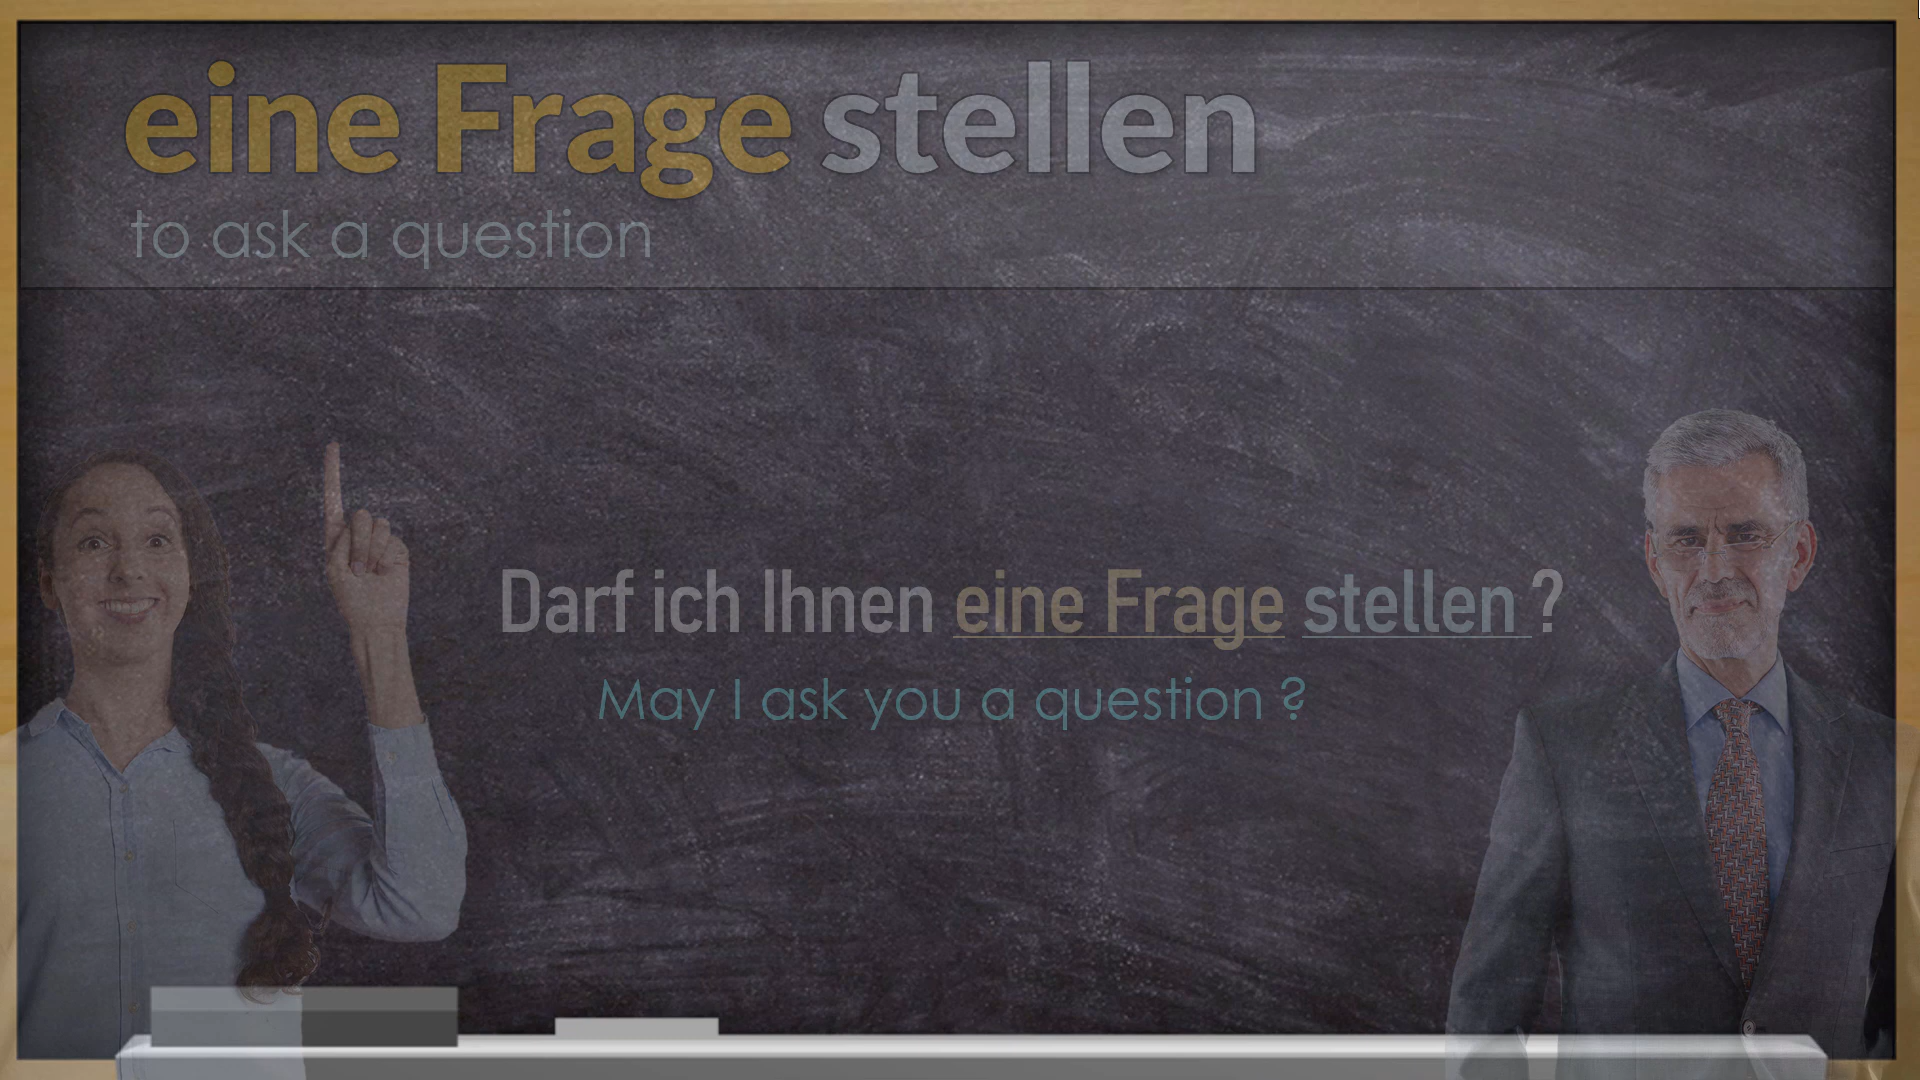 eine Frage stellen
to ask a question
Darf ich Ihnen eine Frage stellen ?
May I ask you a question ?